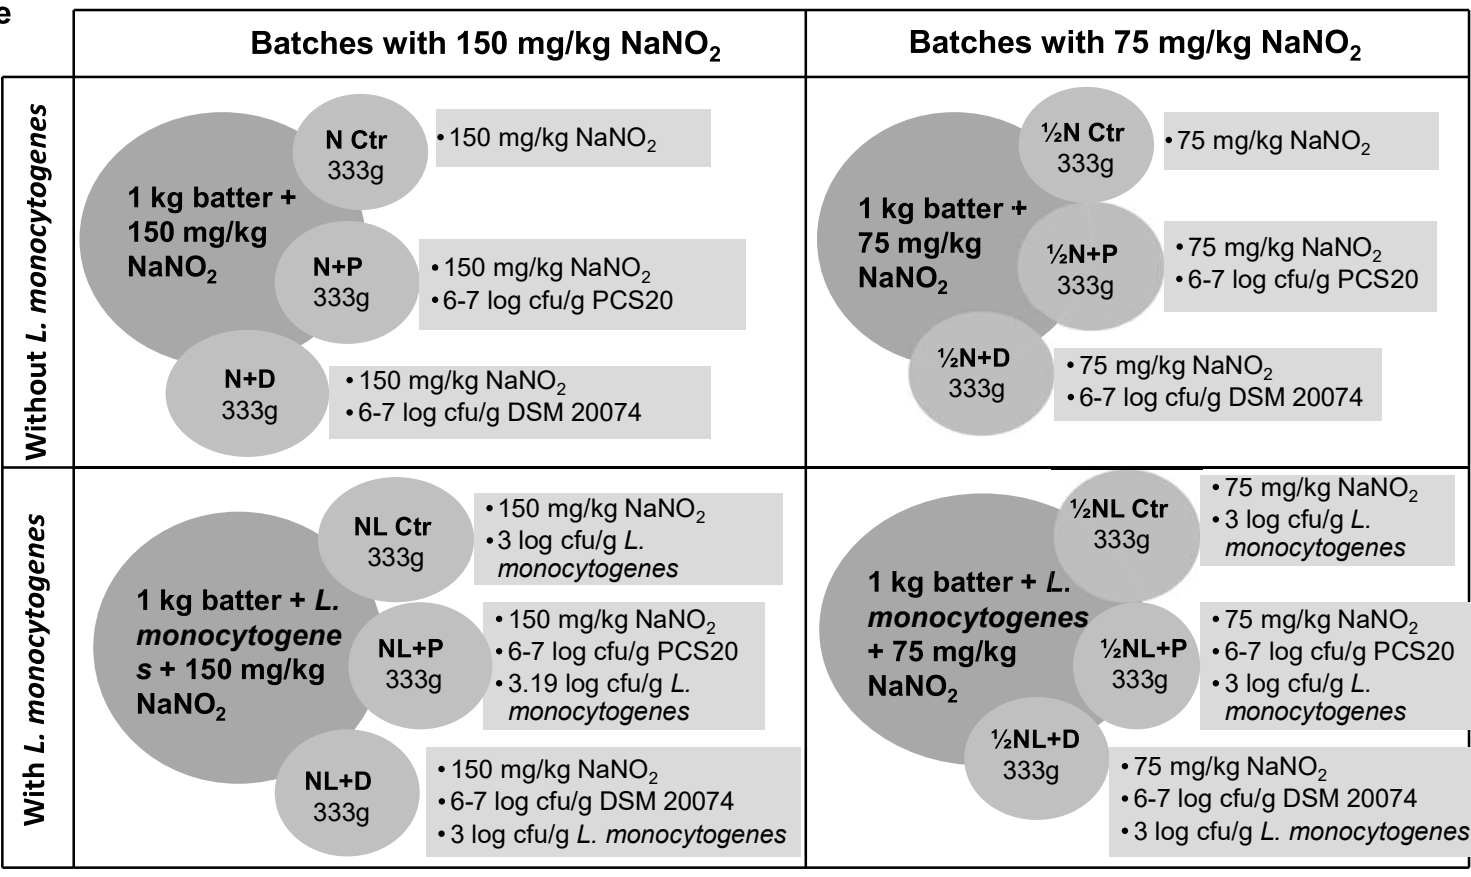 e
Batches with 150 mg/kg NaNO₂
Batches with 75 mg/kg NaNO₂
Without L. monocytogenes
1 kg batter +
150 mg/kg
NaNO₂
N Ctr
333g
• 150 mg/kg NaNO₂
N+P
333g
• 150 mg/kg NaNO₂
• 6-7 log cfu/g PCS20
N+D
333g
• 150 mg/kg NaNO₂
• 6-7 log cfu/g DSM 20074
1 kg batter +
75 mg/kg
NaNO₂
½N Ctr
333g
• 75 mg/kg NaNO₂
½N+P
333g
• 75 mg/kg NaNO₂
• 6-7 log cfu/g PCS20
½N+D
333g
• 75 mg/kg NaNO₂
• 6-7 log cfu/g DSM 20074
With L. monocytogenes
1 kg batter + L.
monocytogene
s + 150 mg/kg
NaNO₂
NL Ctr
333g
• 150 mg/kg NaNO₂
• 3 log cfu/g L.
monocytogenes
NL+P
333g
• 150 mg/kg NaNO₂
• 6-7 log cfu/g PCS20
• 3.19 log cfu/g L.
monocytogenes
NL+D
333g
• 150 mg/kg NaNO₂
• 6-7 log cfu/g DSM 20074
• 3 log cfu/g L. monocytogenes
1 kg batter + L.
monocytogenes
+ 75 mg/kg
NaNO₂
½NL Ctr
333g
• 75 mg/kg NaNO₂
• 3 log cfu/g L.
monocytogenes
½NL+P
333g
• 75 mg/kg NaNO₂
• 6-7 log cfu/g PCS20
• 3 log cfu/g L.
monocytogenes
½NL+D
333g
• 75 mg/kg NaNO₂
• 6-7 log cfu/g DSM 20074
• 3 log cfu/g L. monocytogenes